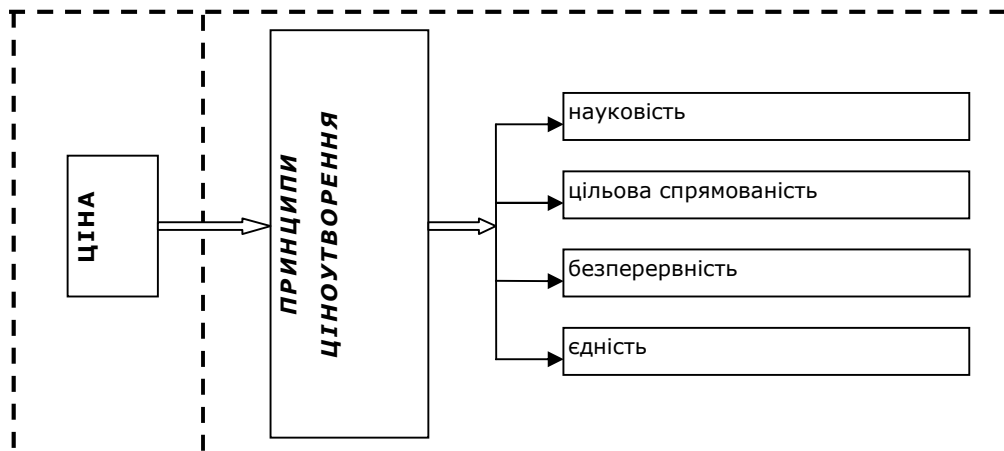 ЦІНА
ПРИНЦИПИ
ЦІНОУТВОРЕННЯ
науковість
цільова спрямованість
безперервність
єдність